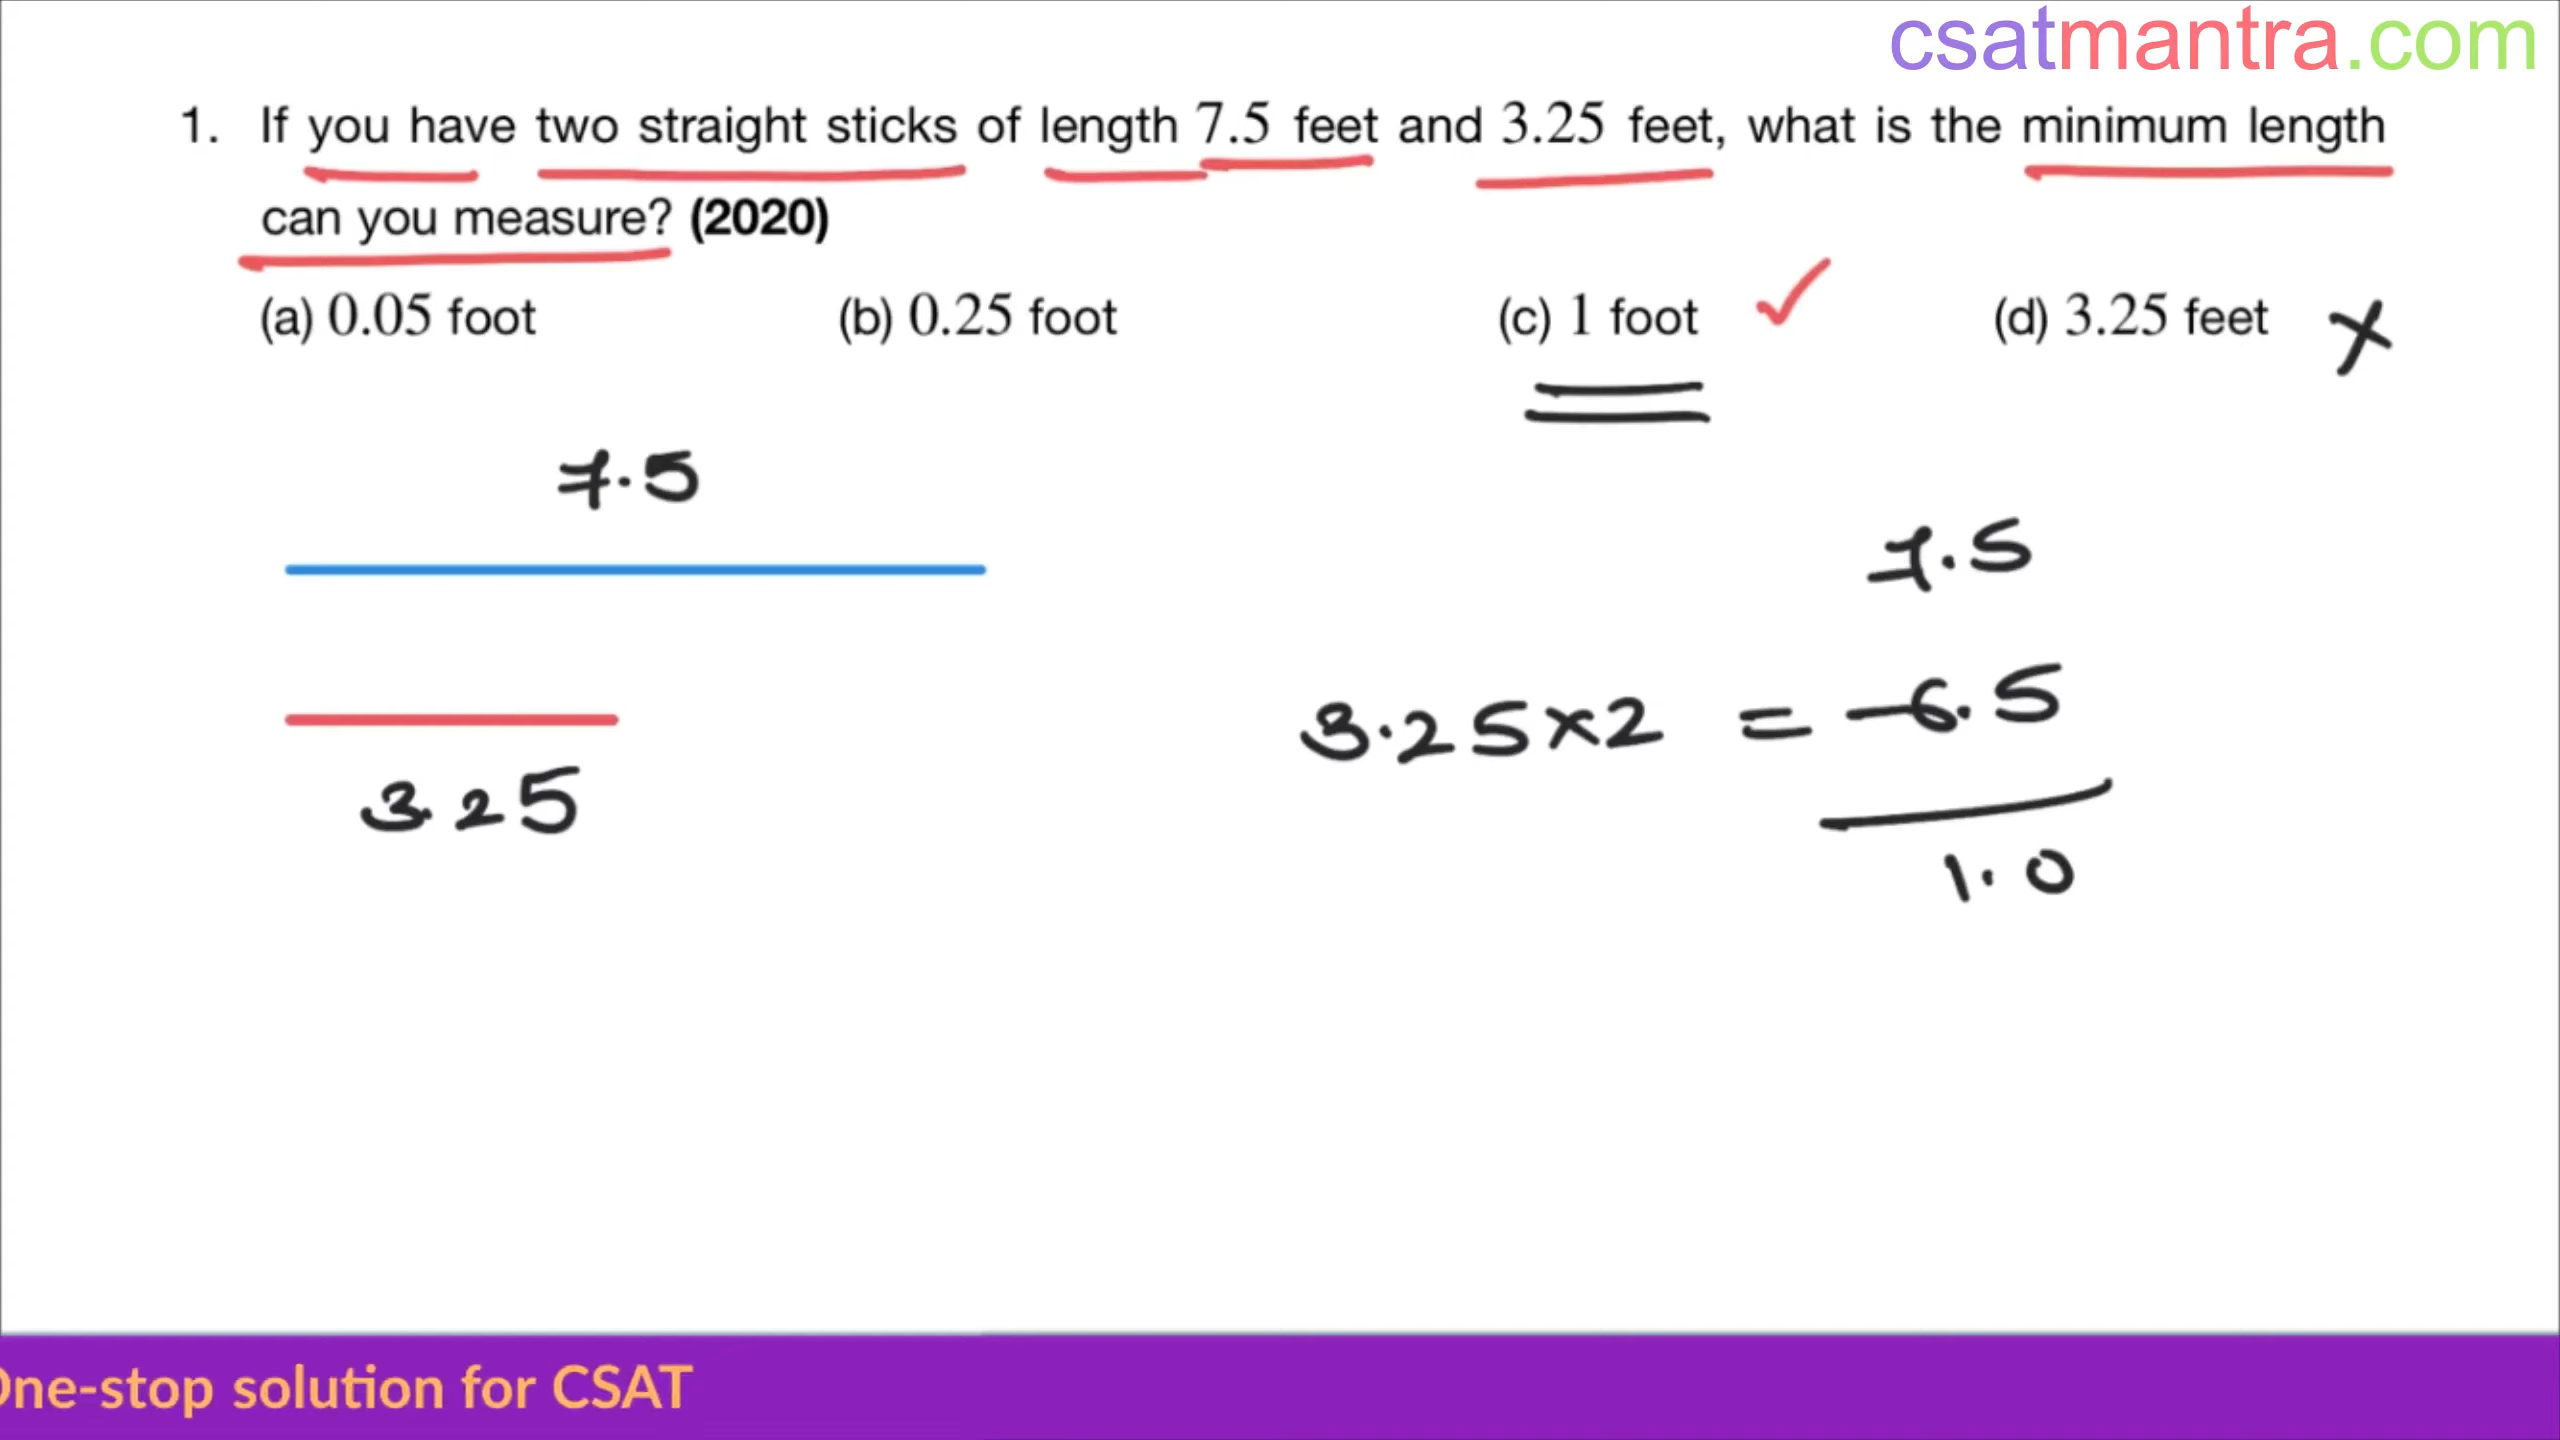 csatmantra.com
1. If you have two straight sticks of length 7.5 feet and 3.25 feet, what is the minimum length
can you measure? (2020)
(a) 0.05 foot (b) 0.25 foot (c) 1 foot (d) 3.25 feet
7.5
7.5
3.25×2 = -6.5
3.25
1.0
One-stop solution for CSAT